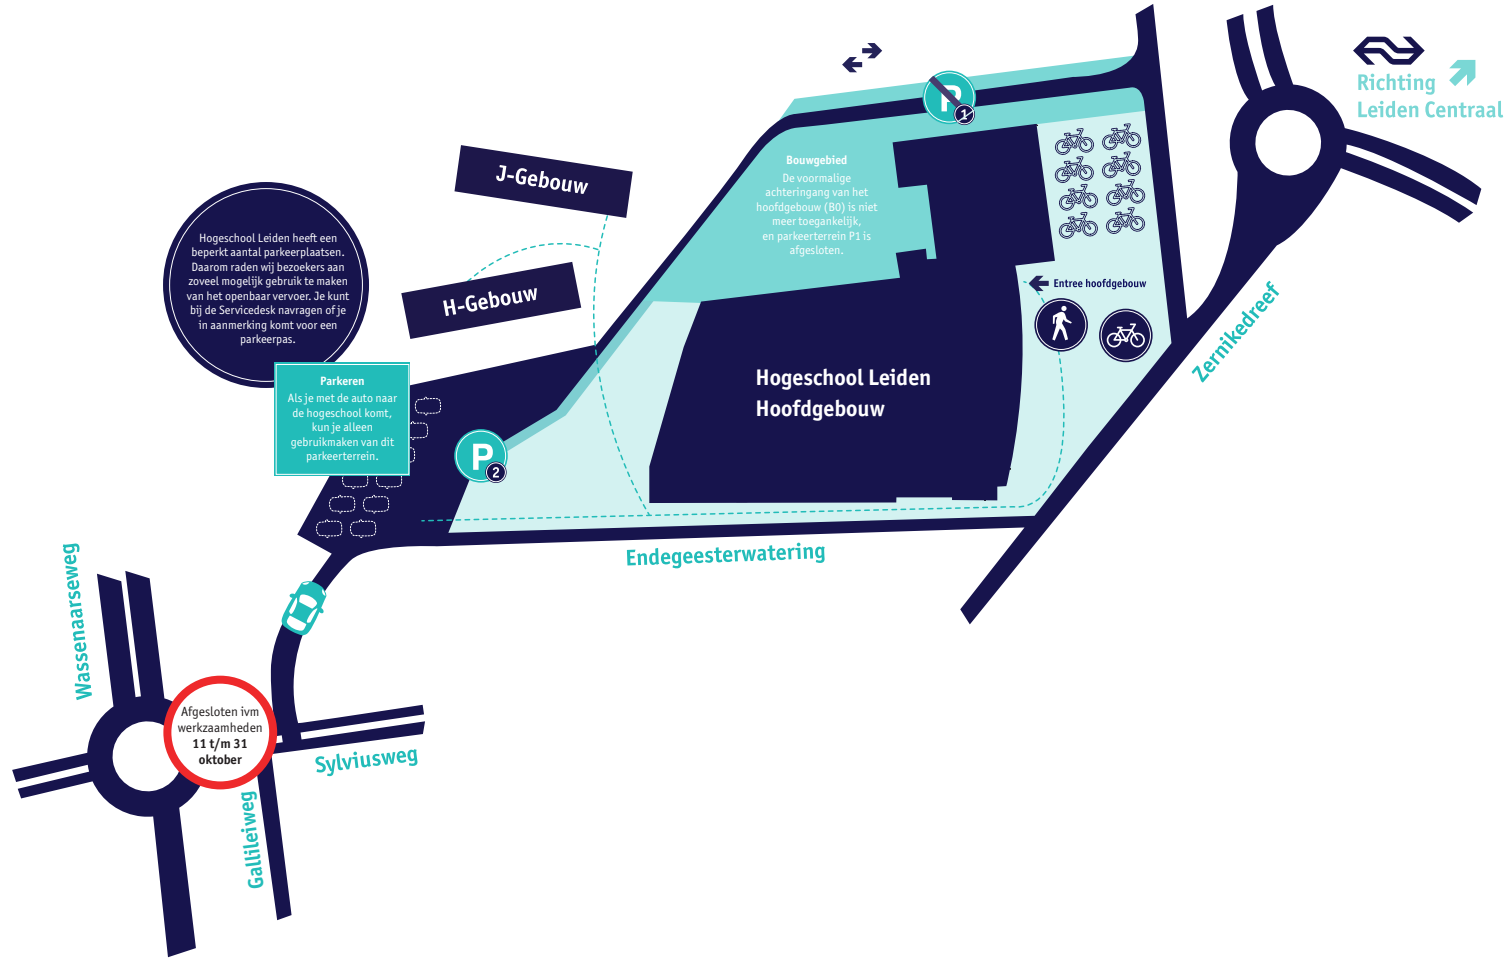 Richting
Leiden Centraal
P
1
J-Gebouw
Bouwgebied
De voormalige
achteringang van het
hoofdgebouw (B0) is niet
meer toegankelijk,
en parkeerterrein P1 is
afgesloten.
Hogeschool Leiden heeft een
beperkt aantal parkeerplaatsen.
Daarom raden wij bezoekers aan
zoveel mogelijk gebruik te maken
van het openbaar vervoer. Je kunt
bij de Servicedesk navragen of je
in aanmerking komt voor een
parkeerpas.
H-Gebouw
Entree hoofdgebouw
Zernikedreef
Hogeschool Leiden
Hoofdgebouw
Parkeren
Als je met de auto naar
de hogeschool komt,
kun je alleen
gebruikmaken van dit
parkeerterrein.
P
2
Endegeesterwatering
Wassenaarseweg
Afgesloten ivm
werkzaamheden
11 t/m 31
oktober
Sylviusweg
Gallileiweg